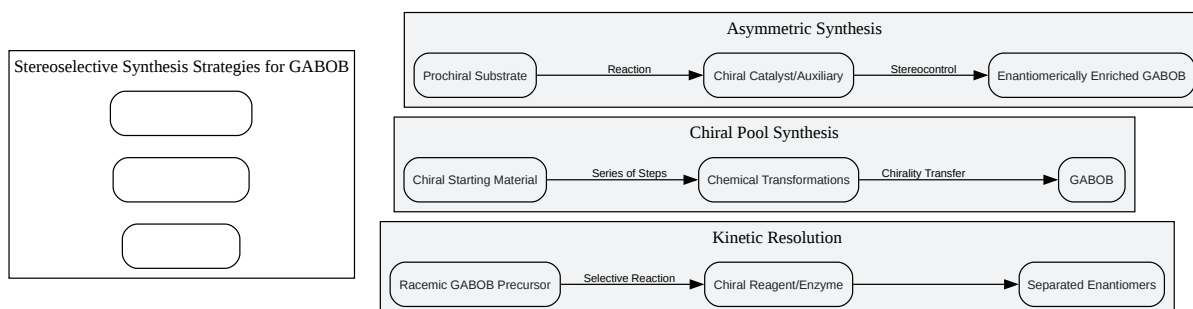 Stereoselective Synthesis Strategies for GABOB
Asymmetric Synthesis
Prochiral Substrate
Reaction
Chiral Catalyst/Auxiliary
Stereocontrol
Enantiomerically Enriched GABOB
Chiral Pool Synthesis
Chiral Starting Material
Series of Steps
Chemical Transformations
Chirality Transfer
GABOB
Kinetic Resolution
Racemic GABOB Precursor
Selective Reaction
Chiral Reagent/Enzyme
Separated Enantiomers